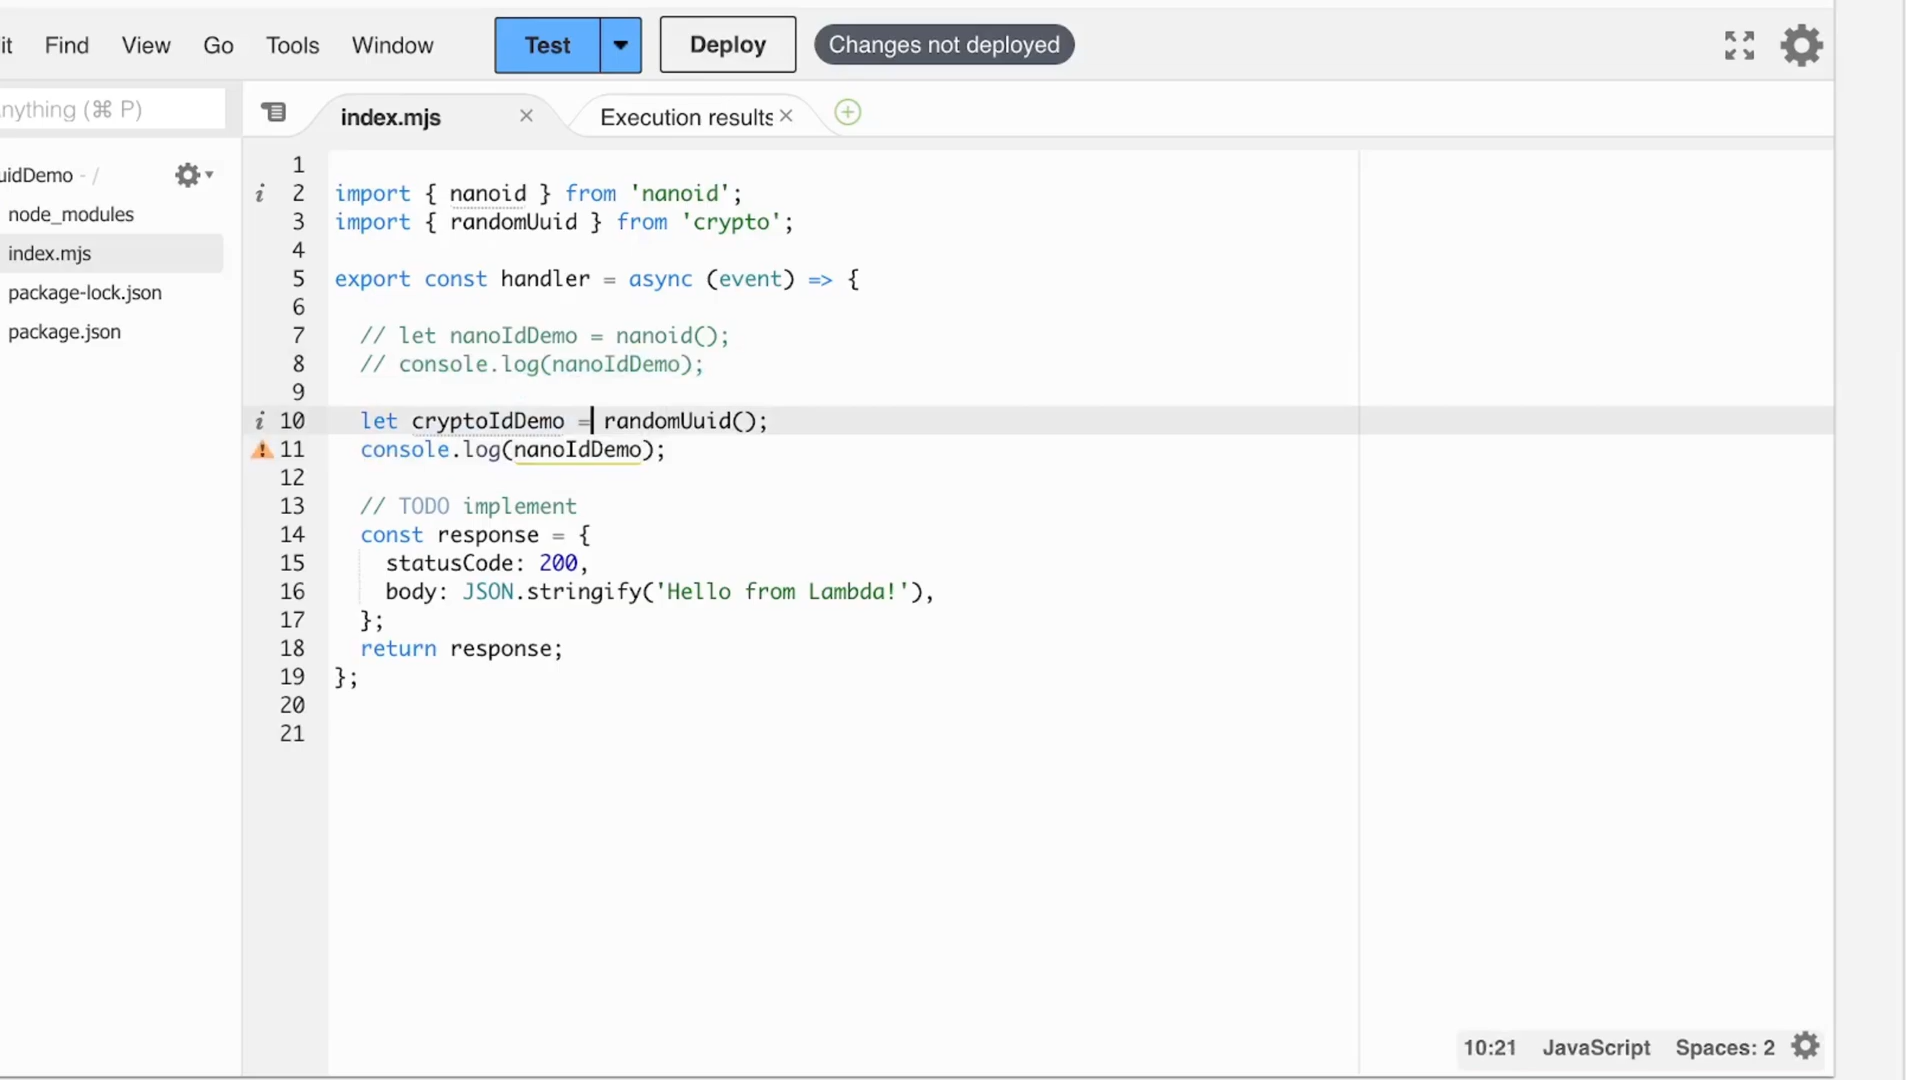 it Find View Go Tools Window Test Deploy Changes not deployed
nything (⌘ P)
index.mjs Execution results
uidDemo - /
node_modules
index.mjs
package-lock.json
package.json
1
2 import { nanoid } from 'nanoid';
3 import { randomUuid } from 'crypto';
4
5 export const handler = async (event) => {
6
7 // let nanoIdDemo = nanoid();
8 // console.log(nanoIdDemo);
9
10 let cryptoIdDemo = randomUuid();
11 console.log(nanoIdDemo);
12
13 // TODO implement
14 const response = {
15 statusCode: 200,
16 body: JSON.stringify('Hello from Lambda!'),
17 };
18 return response;
19 };
20
21
10:21 JavaScript Spaces: 2